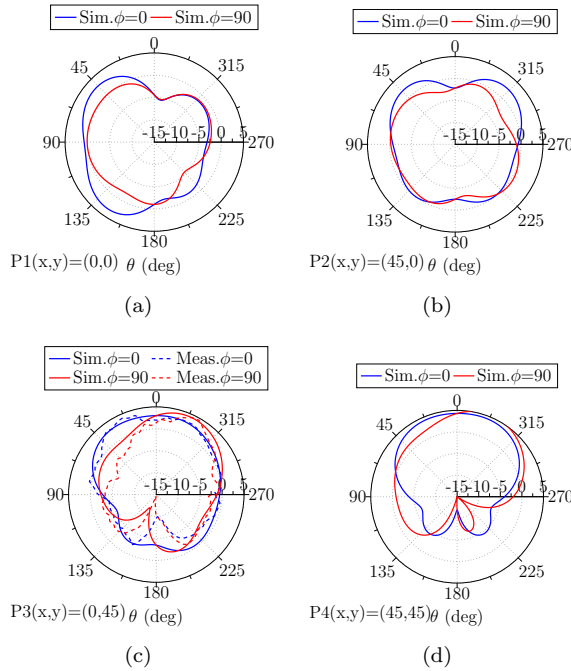 Sim.ϕ=0 Sim.ϕ=90
Sim.ϕ=0 Sim.ϕ=90
0
45 315
90 -15-10-5 0 5 270
135 225
180
P1(x,y)=(0,0) θ (deg)
(a)
0
45 315
90 -15-10-5 0 5 270
135 225
180
P2(x,y)=(45,0) θ (deg)
(b)
Sim.ϕ=0 Meas.ϕ=0
Sim.ϕ=90 Meas.ϕ=90
0
45 315
90 -15-10-5 0 5 270
135 225
180
P3(x,y)=(0,45) θ (deg)
(c)
Sim.ϕ=0 Sim.ϕ=90
0
45 315
90 -15-10-5 0 5 270
135 225
180
P4(x,y)=(45,45) θ (deg)
(d)